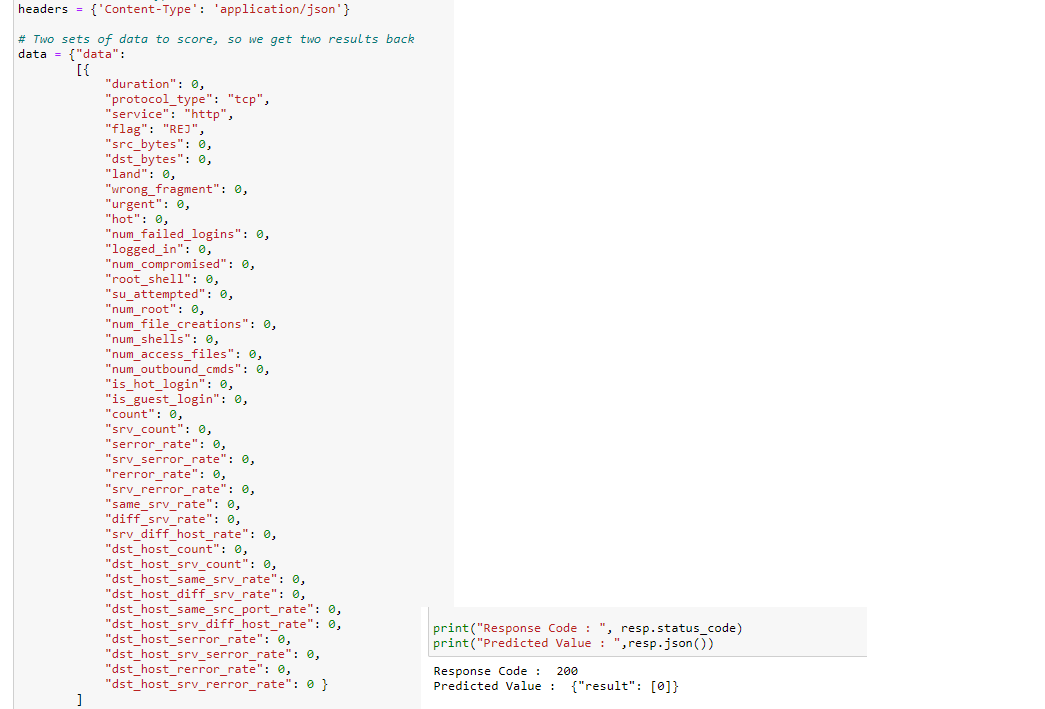 headers = {'Content-Type': 'application/json'}
# Two sets of data to score, so we get two results back
data = {"data":
[{
"duration": 0,
"protocol_type": "tcp",
"service": "http",
"flag": "REJ",
"src_bytes": 0,
"dst_bytes": 0,
"land": 0,
"wrong_fragment": 0,
"urgent": 0,
"hot": 0,
"num_failed_logins": 0,
"logged_in": 0,
"num_compromised": 0,
"root_shell": 0,
"su_attempted": 0,
"num_root": 0,
"num_file_creations": 0,
"num_shells": 0,
"num_access_files": 0,
"num_outbound_cmds": 0,
"is_hot_login": 0,
"is_guest_login": 0,
"count": 0,
"srv_count": 0,
"serror_rate": 0,
"srv_serror_rate": 0,
"rerror_rate": 0,
"srv_rerror_rate": 0,
"same_srv_rate": 0,
"diff_srv_rate": 0,
"srv_diff_host_rate": 0,
"dst_host_count": 0,
"dst_host_srv_count": 0,
"dst_host_same_srv_rate": 0,
"dst_host_diff_srv_rate": 0,
"dst_host_same_src_port_rate": 0,
"dst_host_srv_diff_host_rate": 0,
"dst_host_serror_rate": 0,
"dst_host_srv_serror_rate": 0,
"dst_host_rerror_rate": 0,
"dst_host_srv_rerror_rate": 0 }
]
print("Response Code : ", resp.status_code)
print("Predicted Value : ",resp.json())
Response Code :  200
Predicted Value :  {"result": [0]}